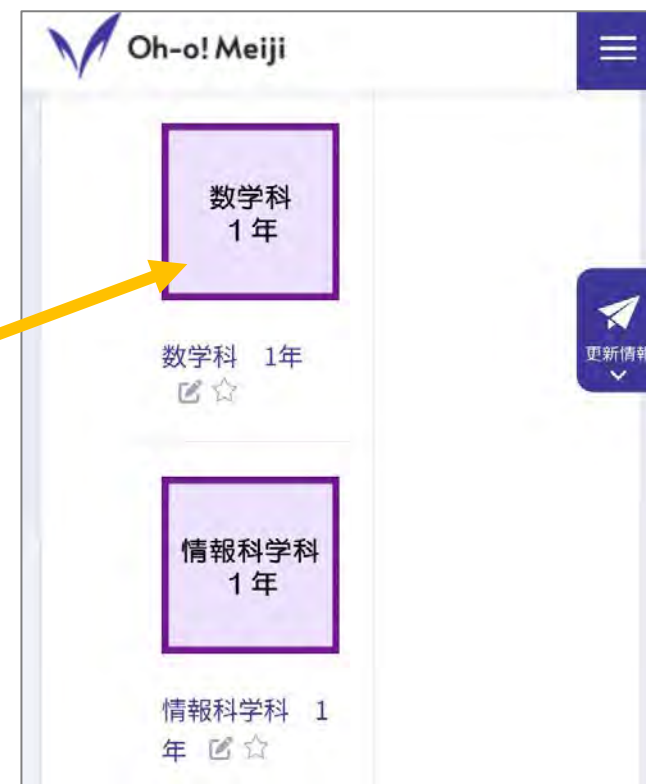 Oh-o! Meiji
数学科
1年
更新情報
数学科 1年
情報科学科
1年
情報科学科 1
年